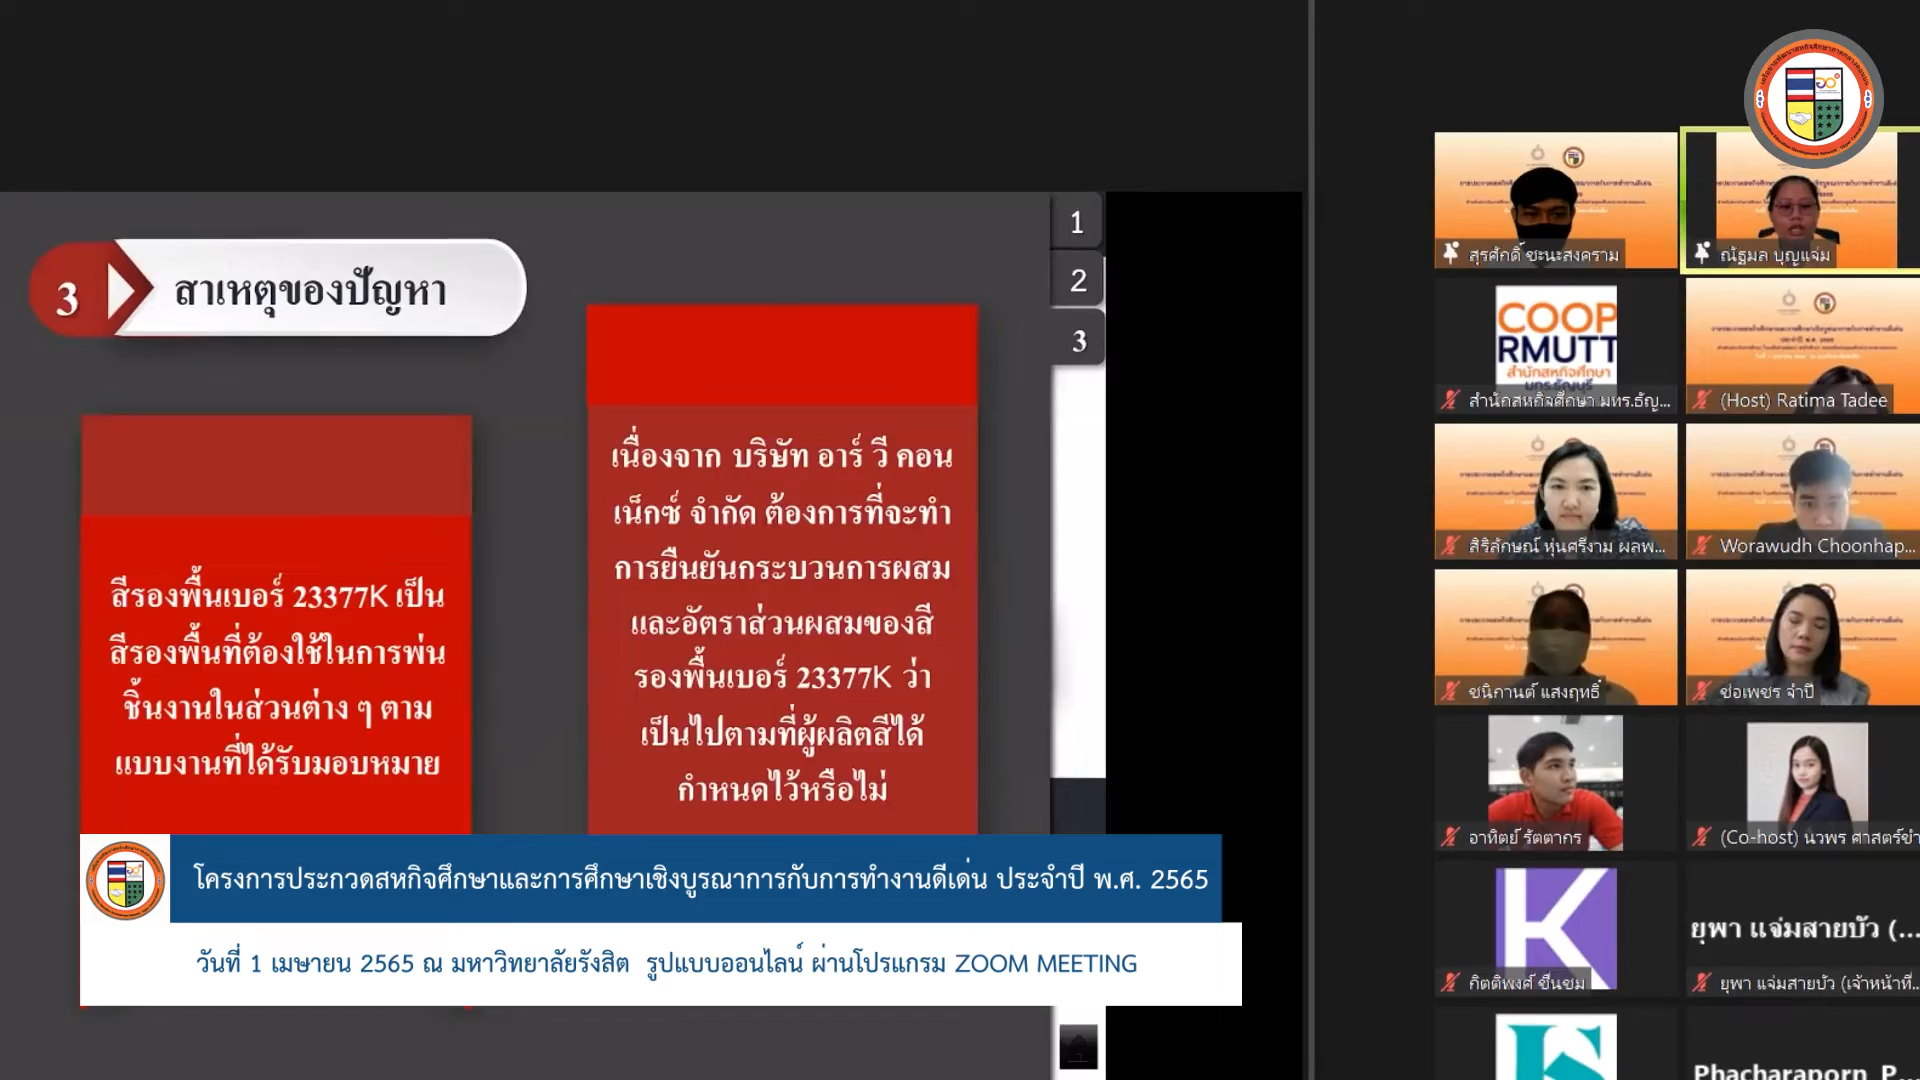 3
สาเหตุของปัญหา
สีรองพื้นเบอร์ 23377K เป็น
สีรองพื้นที่ต้องใช้ในการพ่น
ชิ้นงานในส่วนต่าง ๆ ตาม
แบบงานที่ได้รับมอบหมาย
เนื่องจาก บริษัท อาร์ วี คอน
เน็กซ์ จำกัด ต้องการที่จะทำ
การยืนยันกระบวนการผสม
และอัตราส่วนผสมของสี
รองพื้นเบอร์ 23377K ว่า
เป็นไปตามที่ผู้ผลิตสีได้
กำหนดไว้หรือไม่
1
2
3
โครงการประกวดสหกิจศึกษาและการศึกษาเชิงบูรณาการกับการทำงานดีเด่น ประจำปี พ.ศ. 2565
วันที่ 1 เมษายน 2565 ณ มหาวิทยาลัยรังสิต รูปแบบออนไลน์ ผ่านโปรแกรม ZOOM MEETING
สุรศักดิ์ ชะนะสงคราม
ณัฐมล บุญแจ่ม
COOP
RMUTT
สำนักสหกิจศึกษา
มทร.ธัญบุรี
สำนักสหกิจศึกษา มทร.ธัญ...
(Host) Ratima Tadee
สิริลักษณ์ หุ่นศรีงาม ผลพ...
Worawudh Choonhap...
ชนิกานต์ แสงฤทธิ์
ช่อเพชร จำปี
อาทิตย์ รัตตากร
(Co-host) นวพร ศาสตร์ขำ
K
กิตติพงศ์ ชื่นชม
ยุพา แจ่มสายบัว (...
ยุพา แจ่มสายบัว (เจ้าหน้าที่...
Phacharaporn P...